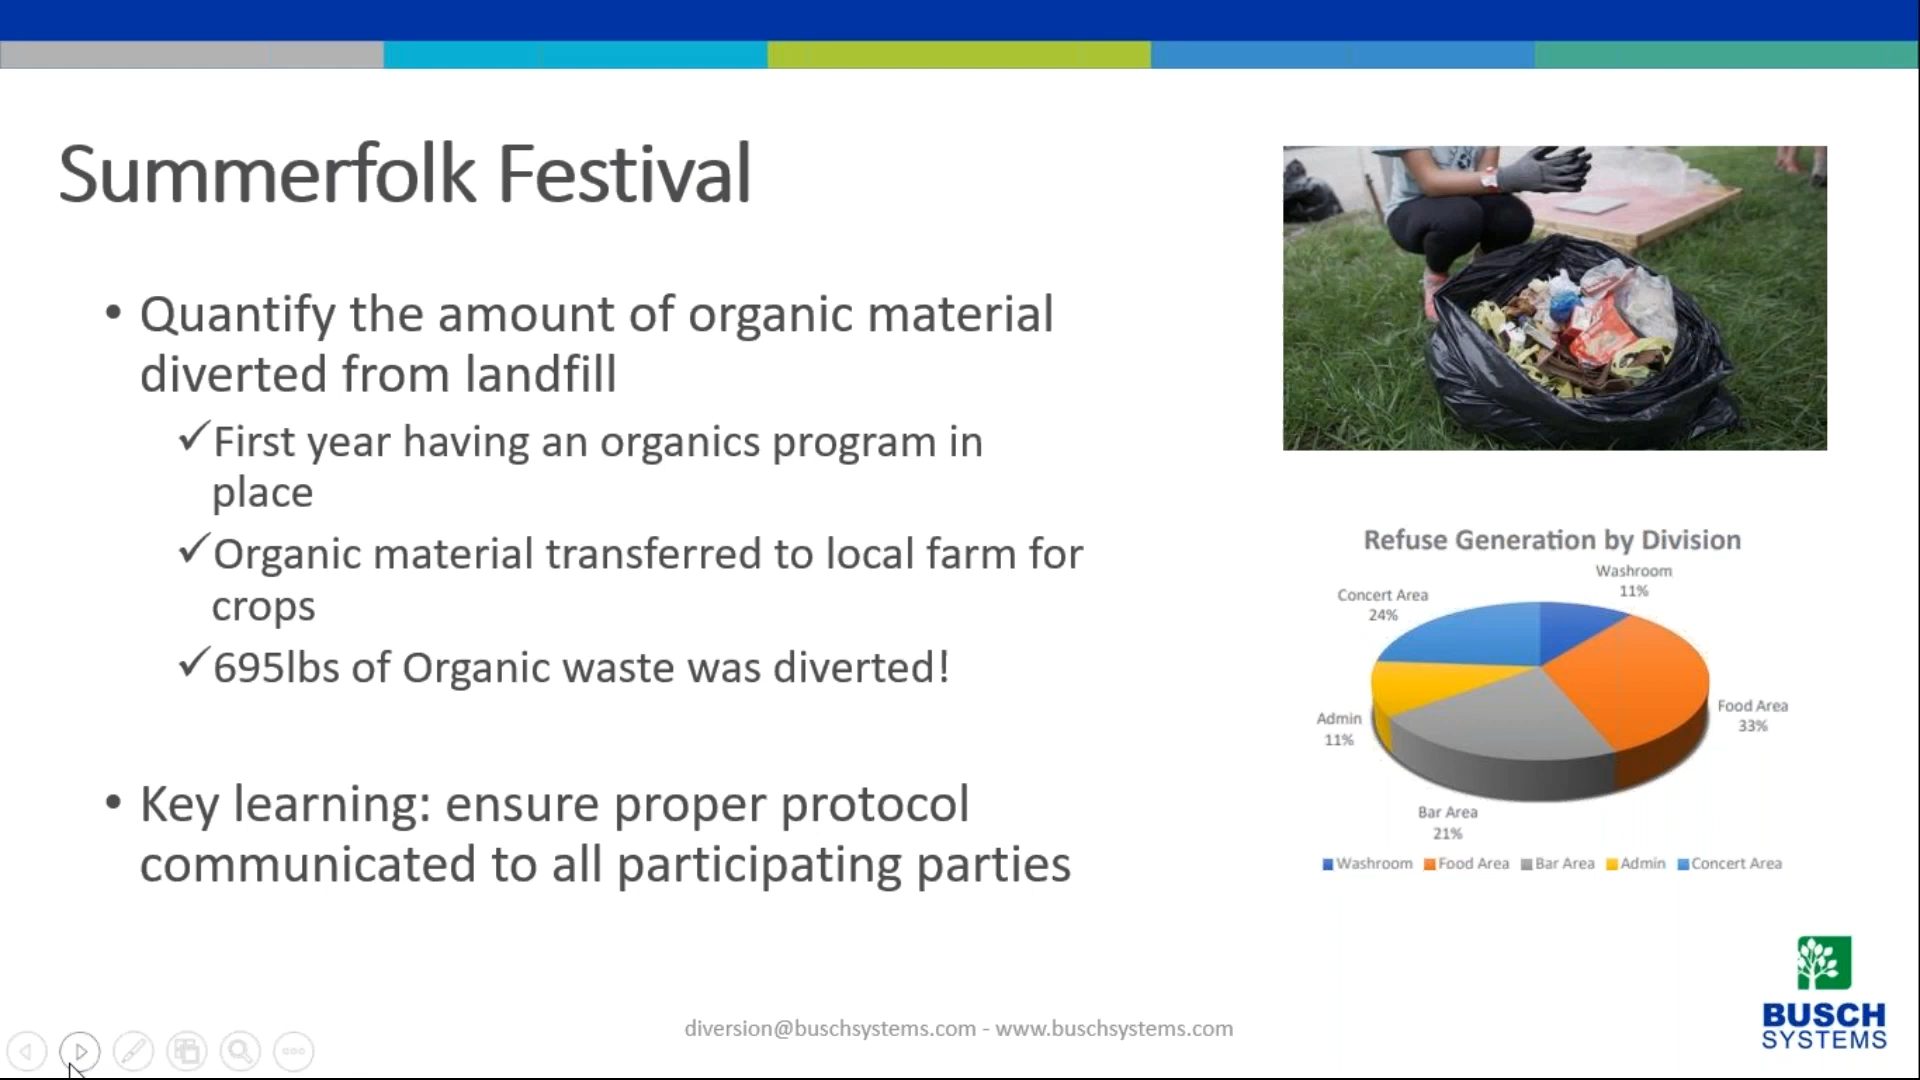 Summerfolk Festival
• Quantify the amount of organic material
diverted from landfill
✓First year having an organics program in
place
✓Organic material transferred to local farm for
crops
✓695lbs of Organic waste was diverted!
• Key learning: ensure proper protocol
communicated to all participating parties
Refuse Generation by Division
Washroom
11%
Concert Area
24%
Food Area
33%
Admin
11%
Bar Area
21%
Washroom Food Area Bar Area Admin Concert Area
diversion@buschsystems.com - www.buschsystems.com
BUSCH
SYSTEMS